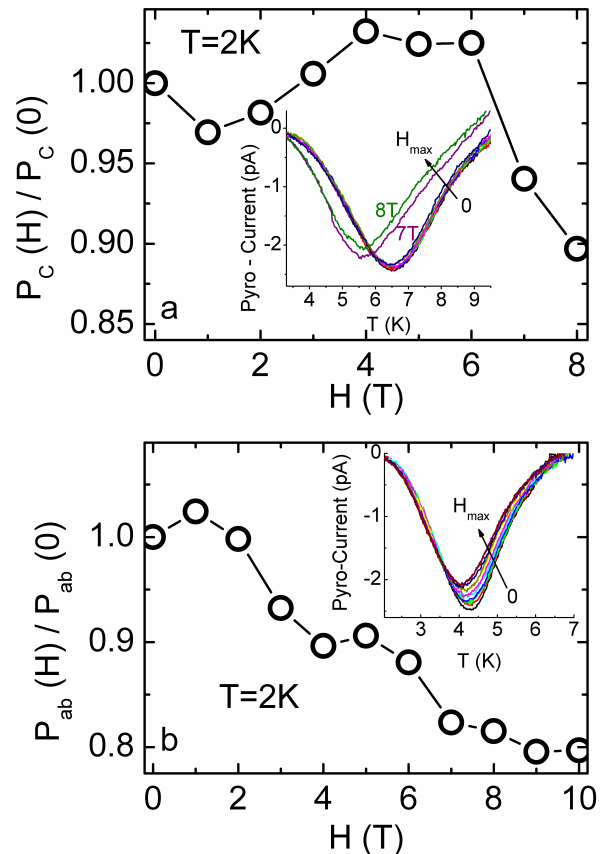 T=2K
P_C (H) / P_C (0)
1.00
0.95
0.90
0.85
a
0 2 4 6 8
H (T)
Pyro - Current (pA)
0
-1
-2
H_max
0
8T
7T
4 5 6 7 8 9
T (K)
P_ab (H) / P_ab (0)
1.0
0.9
0.8
T=2K
b
0 2 4 6 8 10
H (T)
Pyro-Current (pA)
0
-1
-2
H_max
0
3 4 5 6 7
T (K)